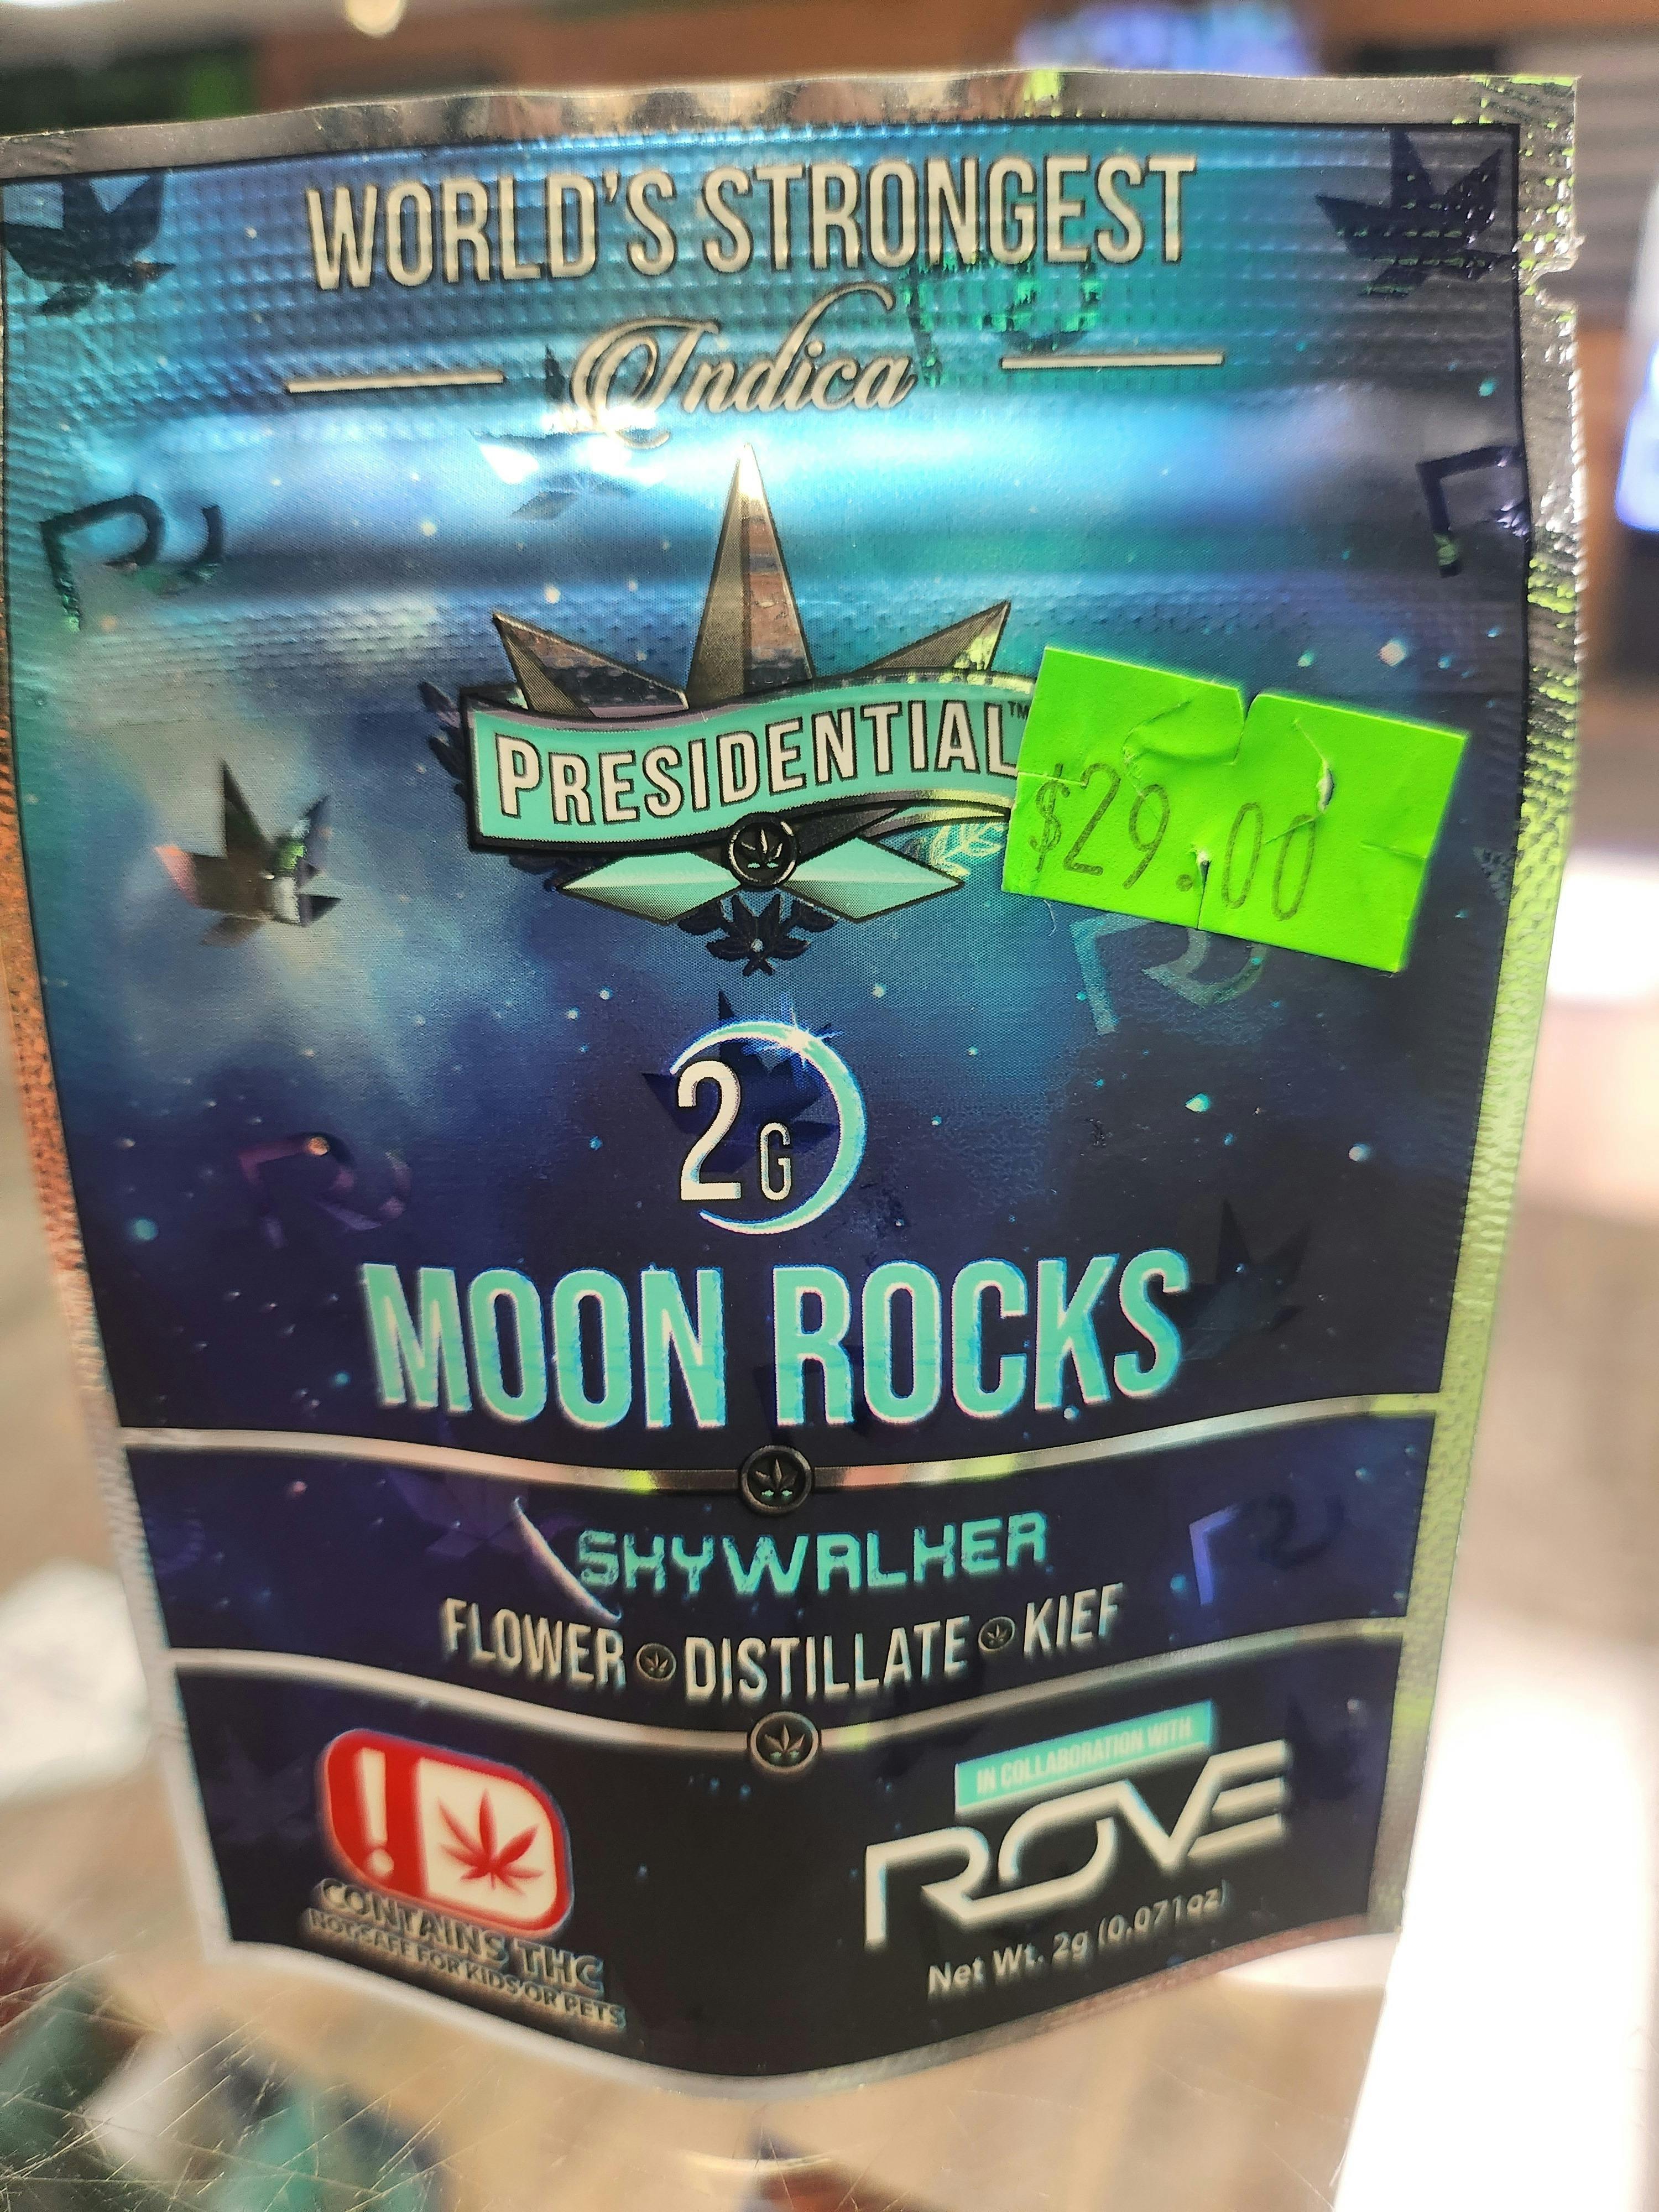 WORLD'S STRONGEST
Indica
PRESIDENTIAL™
$29.00
2G
MOON ROCKS
SKYWALKER
FLOWER DISTILLATE KIEF
IN COLLABORATION WITH
ROVE
!
CONTAINS THC
NOT SAFE FOR KIDS OR PETS
Net Wt. 2g (0.071oz)